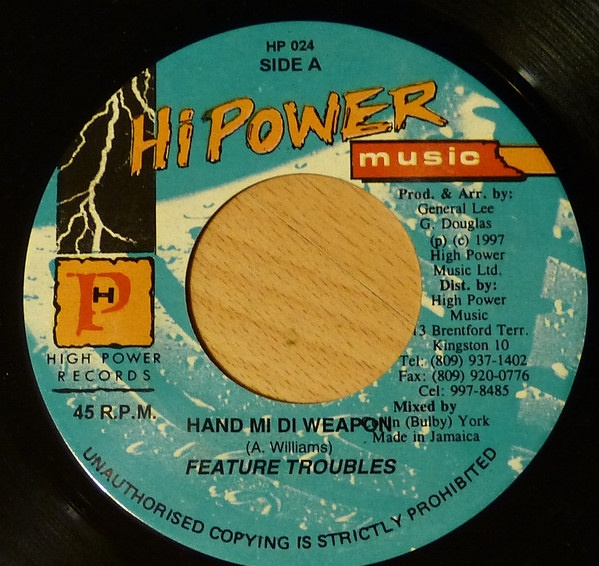 HP 024
SIDE A
Hi POWER
music
Prod. & Arr. by:
General Lee
G. Douglas
(p) (c) 1997
High Power
Music Ltd.
Dist. by:
High Power
Music
3 Brentford Terr.
Kingston 10
Tel: (809) 937-1402
Fax: (809) 920-0776
Cel: 997-8485
Mixed by
(Bulby) York
Made in Jamaica
HP
HIGH POWER
RECORDS
45 R.P.M.
HAND MI DI WEAPON
(A. Williams)
FEATURE TROUBLES
UNAUTHORISED COPYING IS STRICTLY PROHIBITED